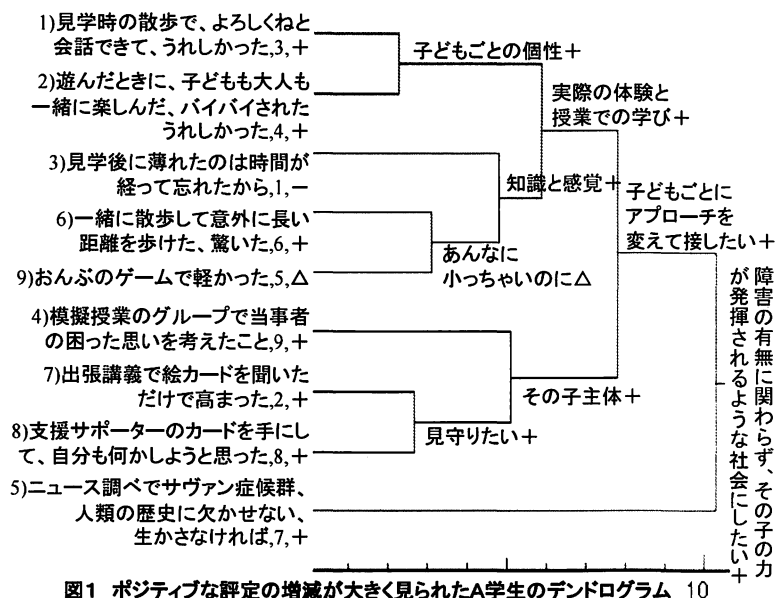 1)見学時の散歩で、よろしくねと
会話できて、うれしかった,3,＋
2)遊んだときに、子どもも大人も
一緒に楽しんだ、バイバイされた
うれしかった,4,＋
3)見学後に薄れたのは時間が
経って忘れたから,1,－
6)一緒に散歩して意外に長い
距離を歩けた、驚いた,6,＋
9)おんぶのゲームで軽かった,5,△
4)模擬授業のグループで当事者
の困った思いを考えたこと,9,＋
7)出張講義で絵カードを聞いた
だけで高まった,2,＋
8)支援サポーターのカードを手にし
て、自分も何かしようと思った,8,＋
5)ニュース調べでサヴァン症候群、
人類の歴史に欠かせない、
生かさなければ,7,＋
子どもごとの個性＋
実際の体験と
授業での学び＋
知識と感覚＋
あんなに
小っちゃいのに△
子どもごとに
アプローチを
変えて接したい＋
その子主体＋
見守りたい＋
障害の有無に関わらず、その子の力
が発揮されるような社会にしたい＋
10
図1 ポジティブな評定の増減が大きく見られたA学生のデンドログラム